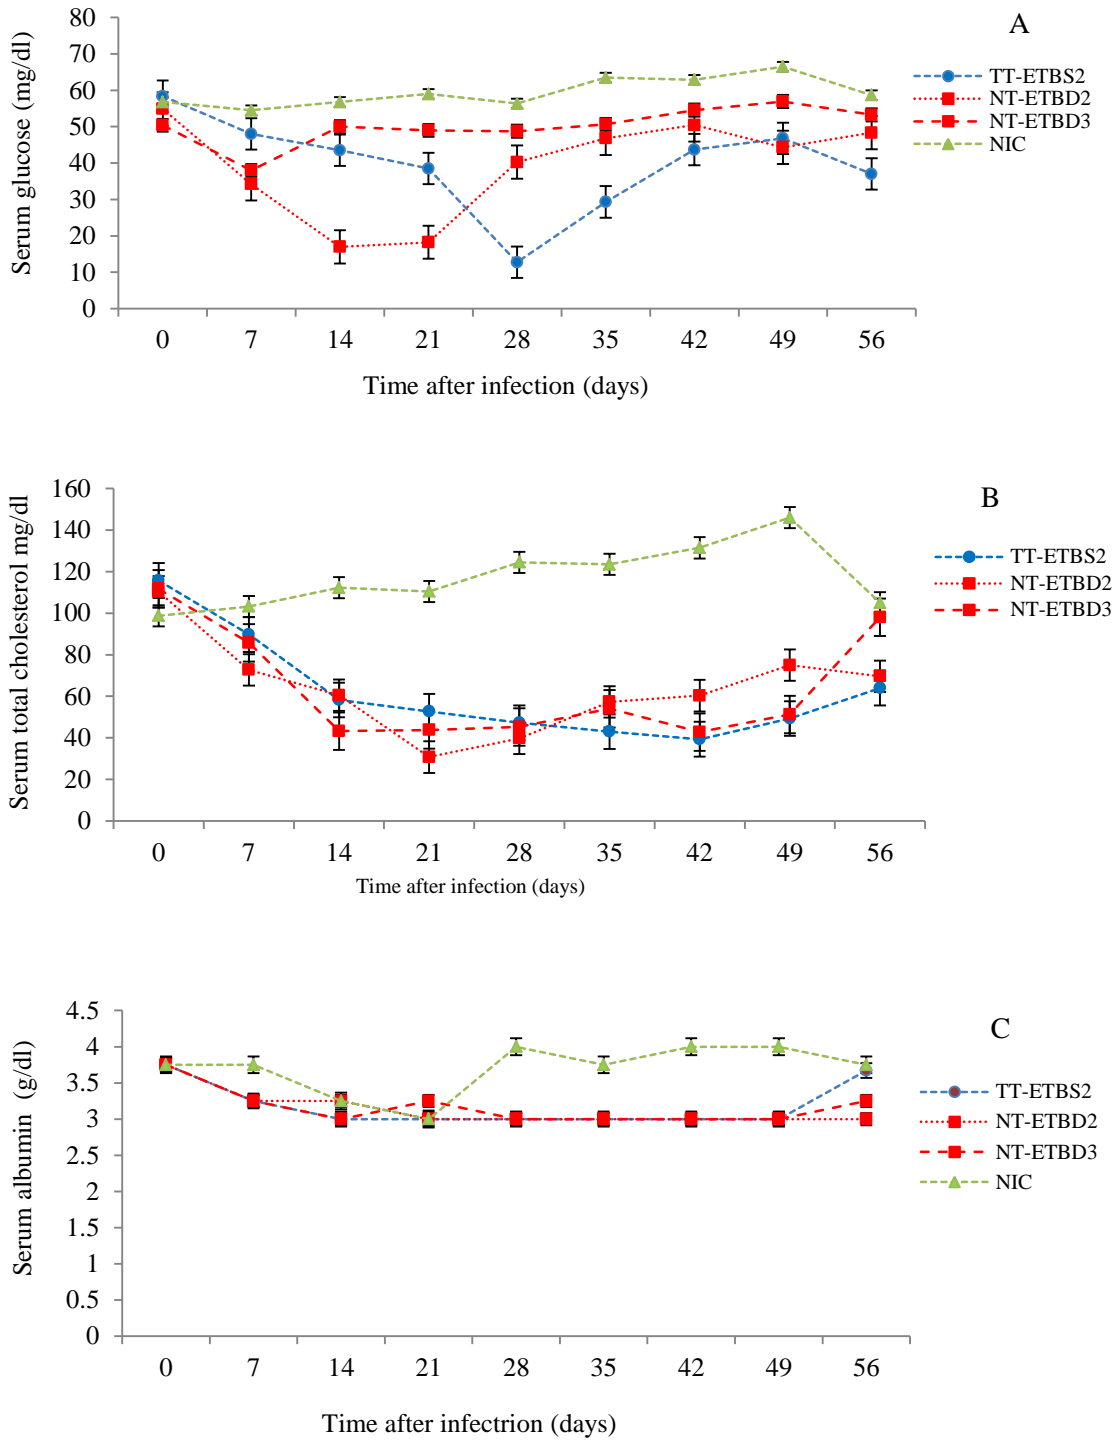 A
Serum glucose (mg/dl)
80
70
60
50
40
30
20
10
0
0 7 14 21 28 35 42 49 56
Time after infection (days)
TT-ETBS2
NT-ETBD2
NT-ETBD3
NIC
B
Serum total cholesterol mg/dl
160
140
120
100
80
60
40
20
0
0 7 14 21 28 35 42 49 56
Time after infection (days)
TT-ETBS2
NT-ETBD2
NT-ETBD3
C
Serum albumin (g/dl)
4.5
4
3.5
3
2.5
2
1.5
1
0.5
0
0 7 14 21 28 35 42 49 56
Time after infectrion (days)
TT-ETBS2
NT-ETBD2
NT-ETBD3
NIC